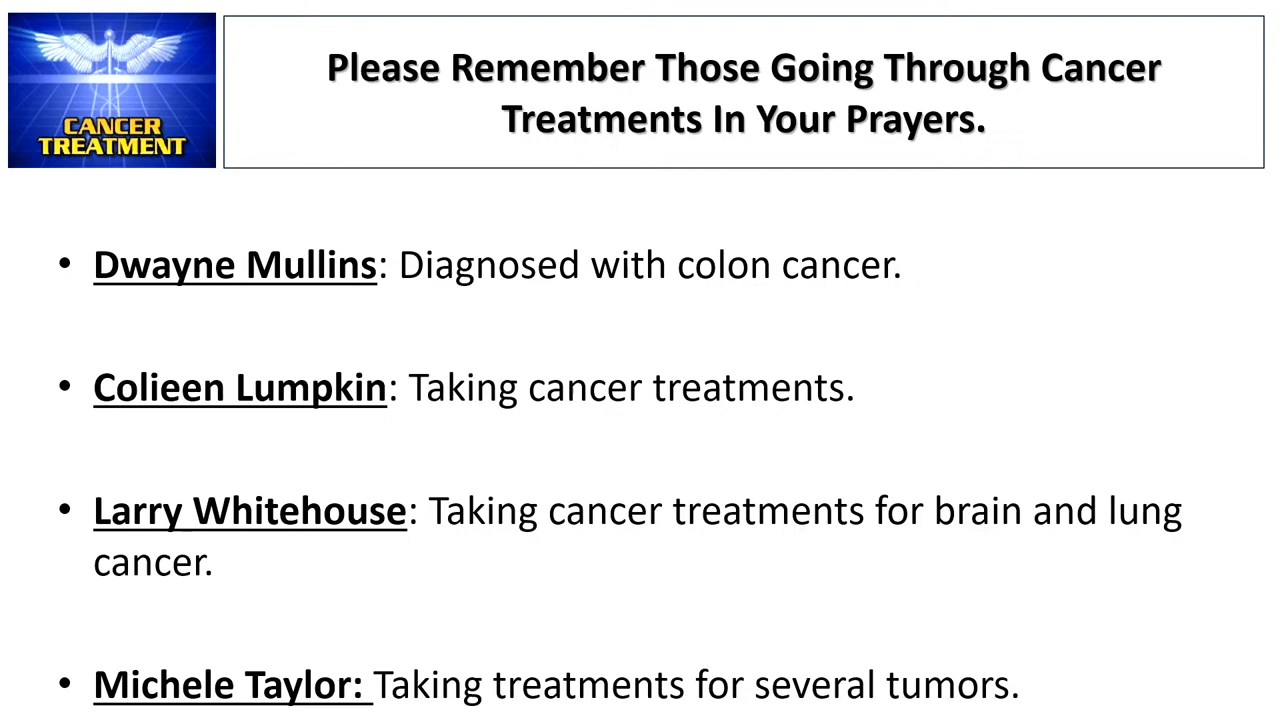 CANCER
TREATMENT
Please Remember Those Going Through Cancer
Treatments In Your Prayers.
• Dwayne Mullins: Diagnosed with colon cancer.
• Colieen Lumpkin: Taking cancer treatments.
• Larry Whitehouse: Taking cancer treatments for brain and lung
cancer.
• Michele Taylor: Taking treatments for several tumors.